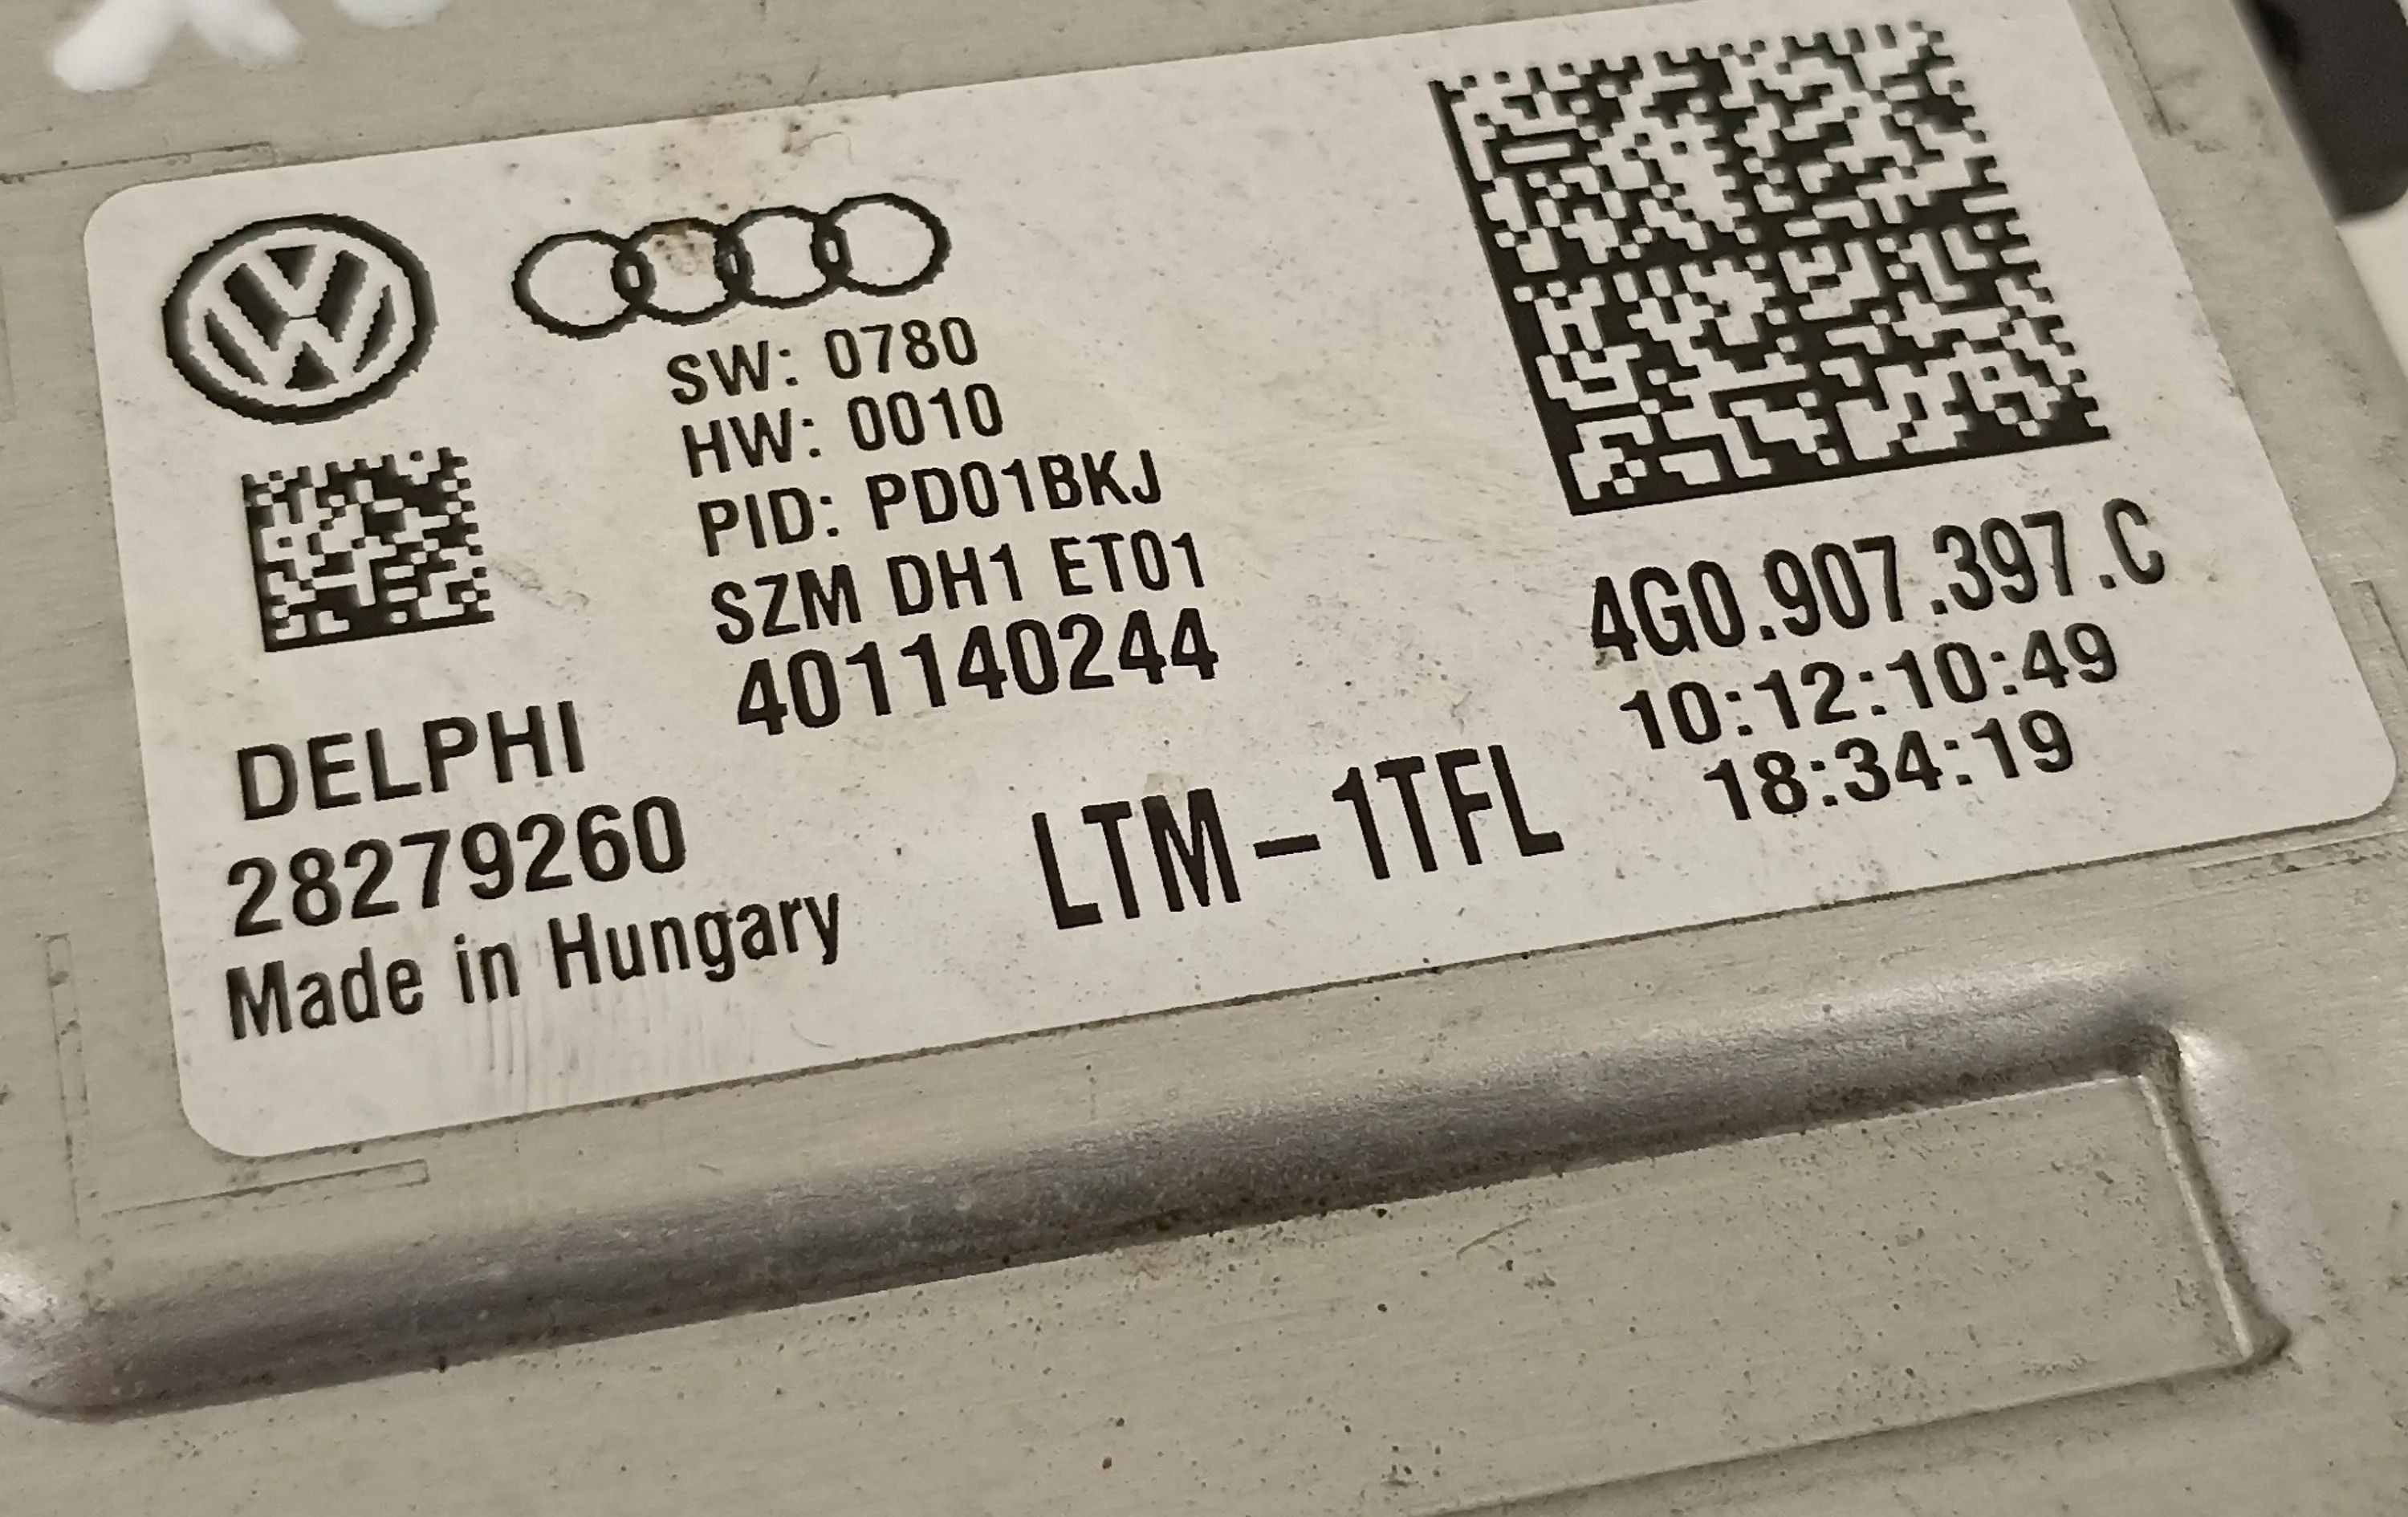 SW: 0780
HW: 0010
PID: PD01BKJ
SZM DH1 ET01
401140244
DELPHI
28279260
Made in Hungary
LTM-1TFL
4G0.907.397.C
10:12:10:49
18:34:19